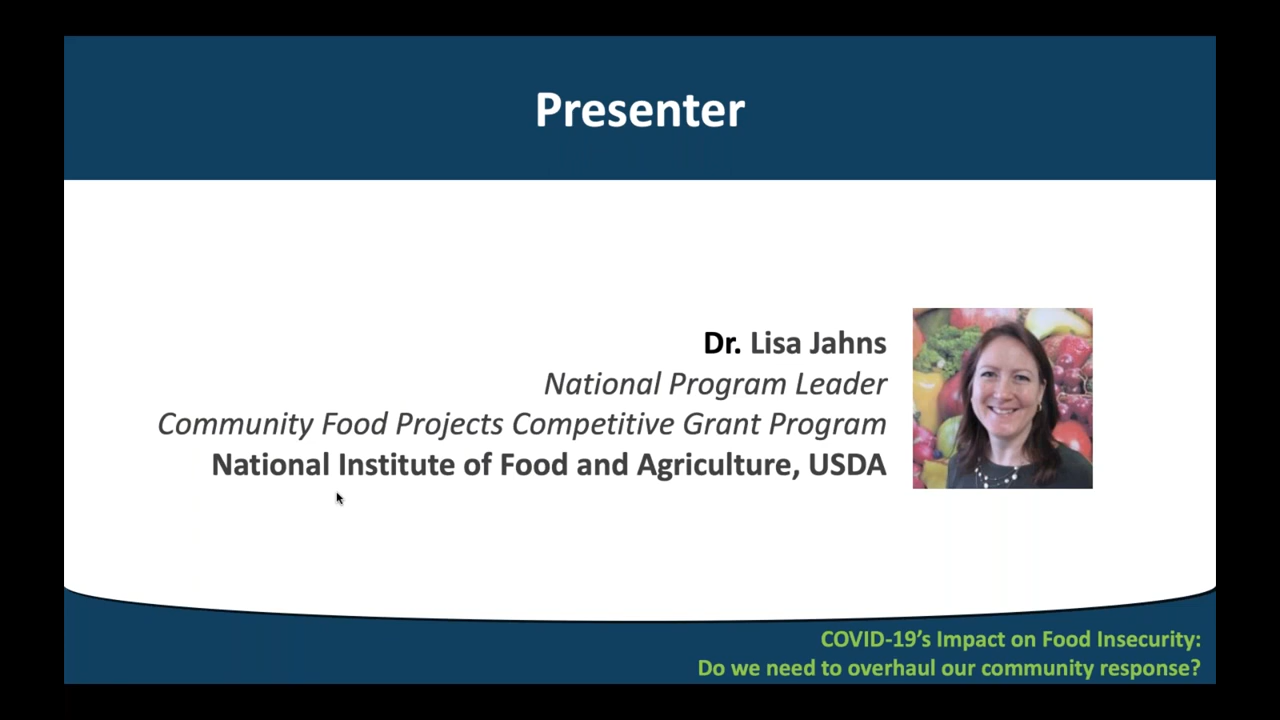 Presenter
Dr. Lisa Jahns
National Program Leader
Community Food Projects Competitive Grant Program
National Institute of Food and Agriculture, USDA
COVID-19’s Impact on Food Insecurity:
Do we need to overhaul our community response?